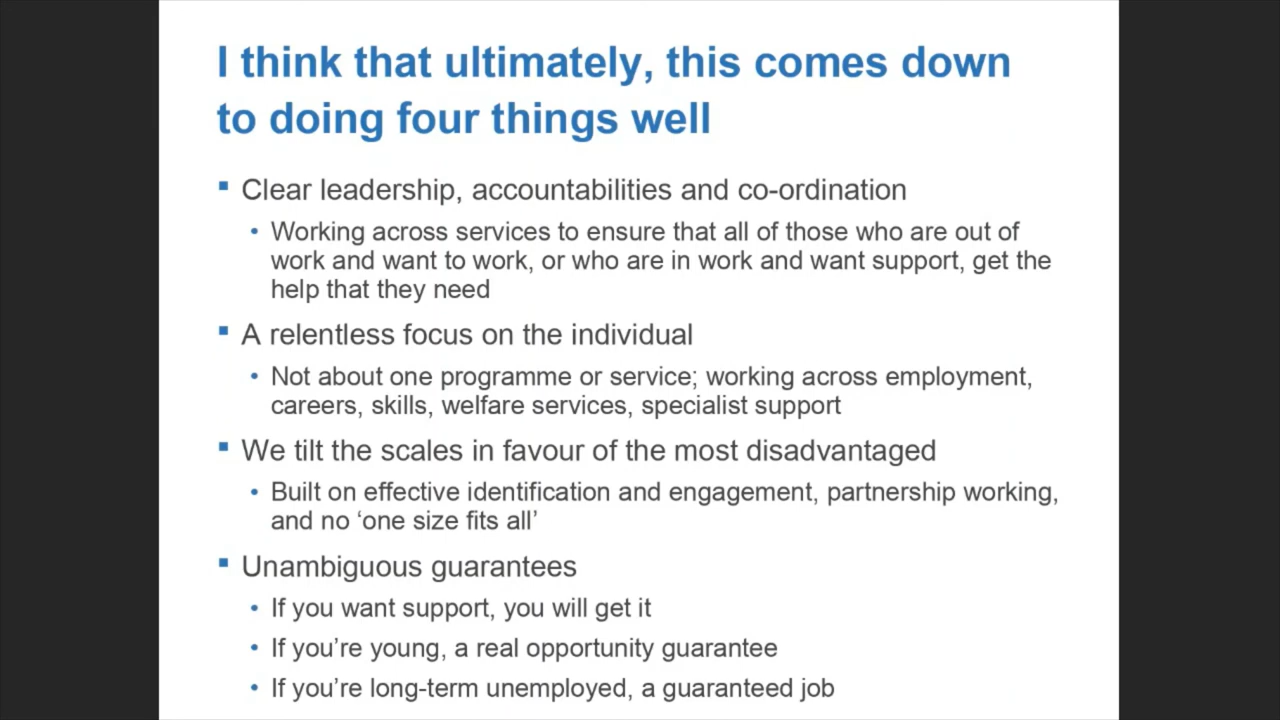 I think that ultimately, this comes down
to doing four things well
▪ Clear leadership, accountabilities and co-ordination
• Working across services to ensure that all of those who are out of
work and want to work, or who are in work and want support, get the
help that they need
▪ A relentless focus on the individual
• Not about one programme or service; working across employment,
careers, skills, welfare services, specialist support
▪ We tilt the scales in favour of the most disadvantaged
• Built on effective identification and engagement, partnership working,
and no ‘one size fits all’
▪ Unambiguous guarantees
• If you want support, you will get it
• If you’re young, a real opportunity guarantee
• If you’re long-term unemployed, a guaranteed job